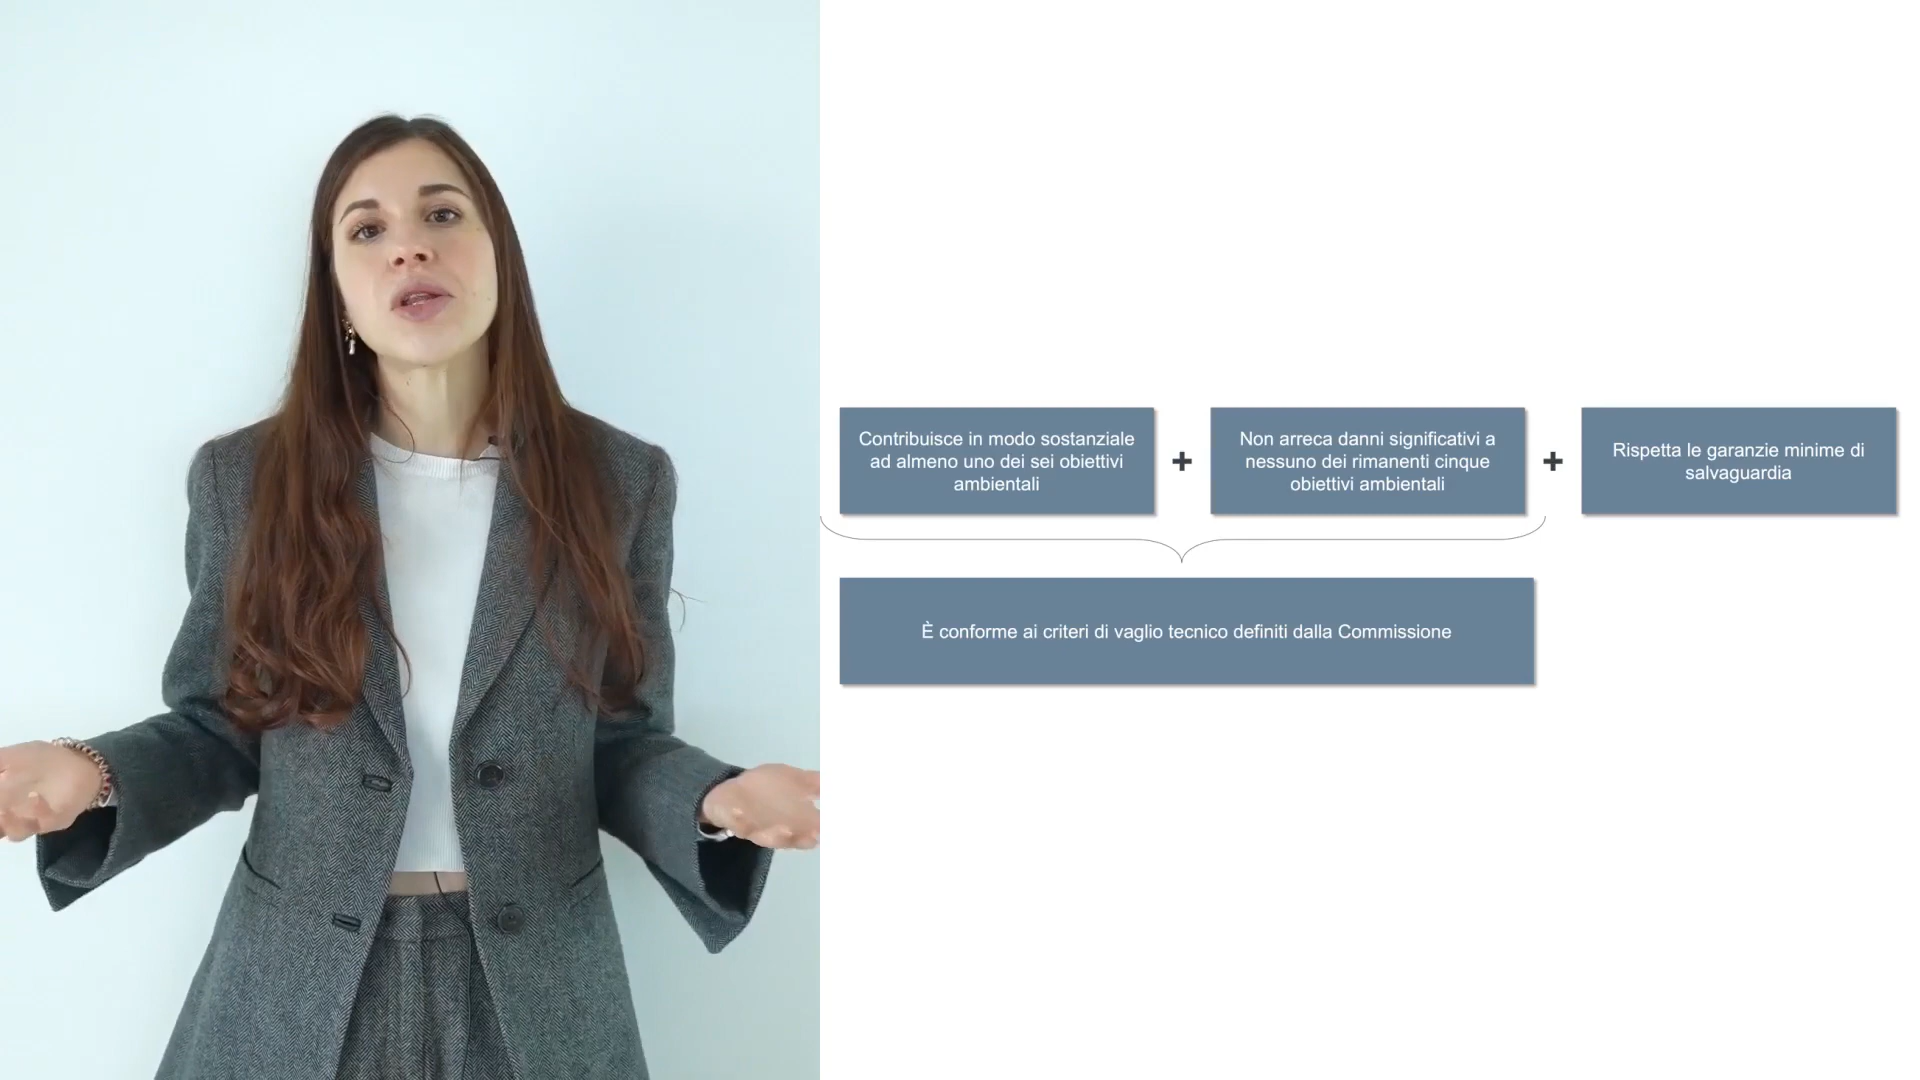 Contribuisce in modo sostanziale
ad almeno uno dei sei obiettivi
ambientali
+
Non arreca danni significativi a
nessuno dei rimanenti cinque
obiettivi ambientali
+
Rispetta le garanzie minime di
salvaguardia
È conforme ai criteri di vaglio tecnico definiti dalla Commissione